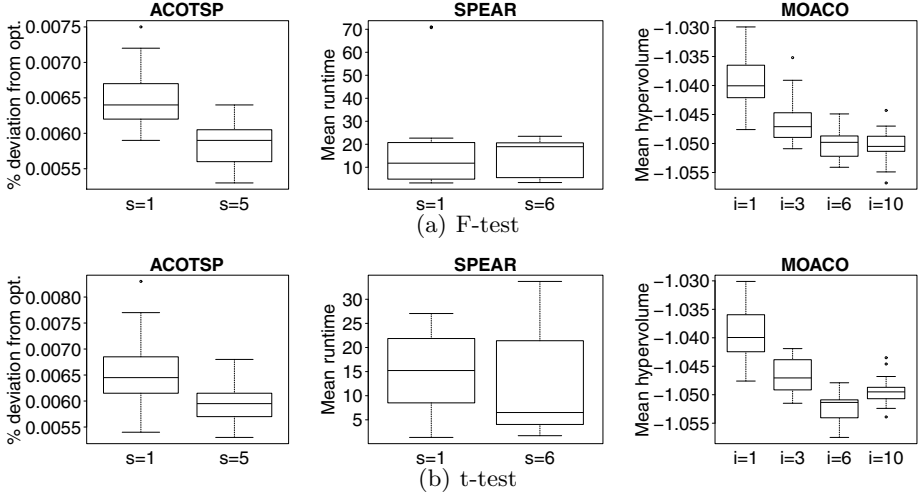 ACOTSP
% deviation from opt.
0.0075
0.0070
0.0065
0.0060
0.0055
s=1 s=5
SPEAR
Mean runtime
70
60
50
40
30
20
10
s=1 s=6
MOACO
Mean hypervolume
−1.030
−1.035
−1.040
−1.045
−1.050
−1.055
i=1 i=3 i=6 i=10
(a) F-test
ACOTSP
% deviation from opt.
0.0080
0.0075
0.0070
0.0065
0.0060
0.0055
s=1 s=5
SPEAR
Mean runtime
30
25
20
15
10
5
s=1 s=6
MOACO
Mean hypervolume
−1.030
−1.035
−1.040
−1.045
−1.050
−1.055
i=1 i=3 i=6 i=10
(b) t-test